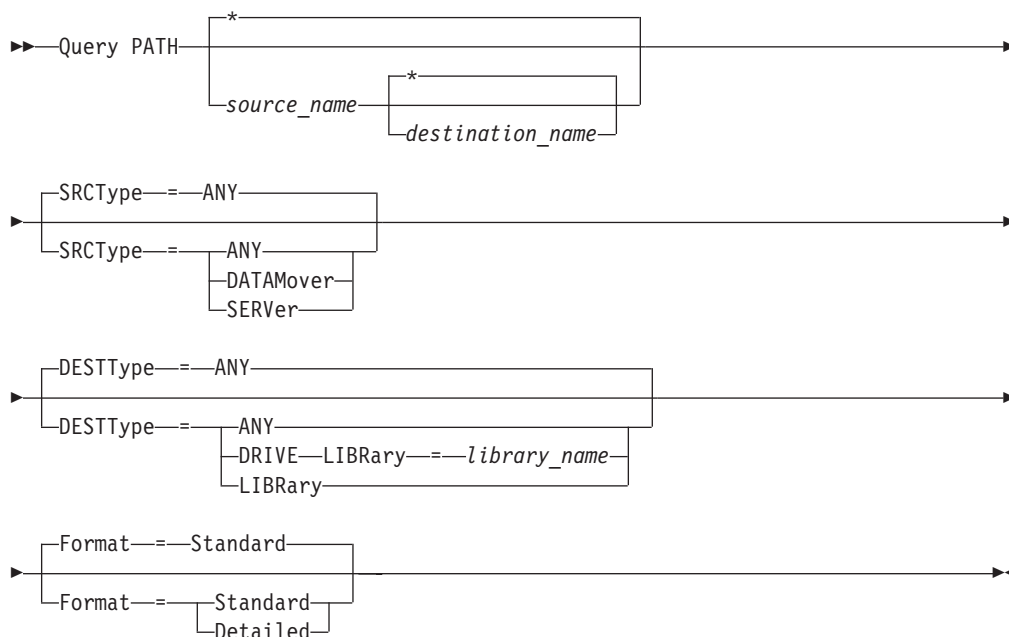 *
Query PATH
*
source_name
destination_name
SRCType = ANY
SRCType = ANY
DATAMover
SERVer
DESTType = ANY
DESTType = ANY
DRIVE LIBRary = library_name
LIBRary
Format = Standard
Format = Standard
Detailed